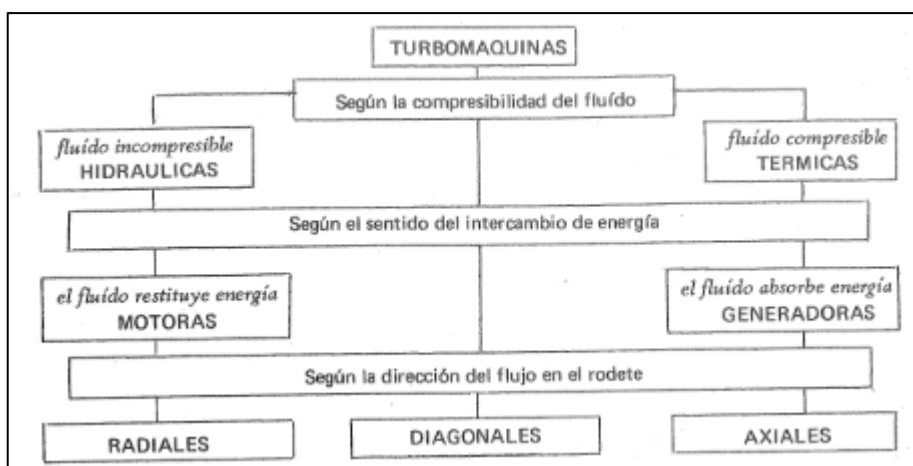 TURBOMAQUINAS
Según la compresibilidad del fluído
fluído incompresible
HIDRAULICAS
fluído compresible
TERMICAS
Según el sentido del intercambio de energía
el fluído restituye energía
MOTORAS
el fluído absorbe energía
GENERADORAS
Según la dirección del flujo en el rodete
RADIALES
DIAGONALES
AXIALES